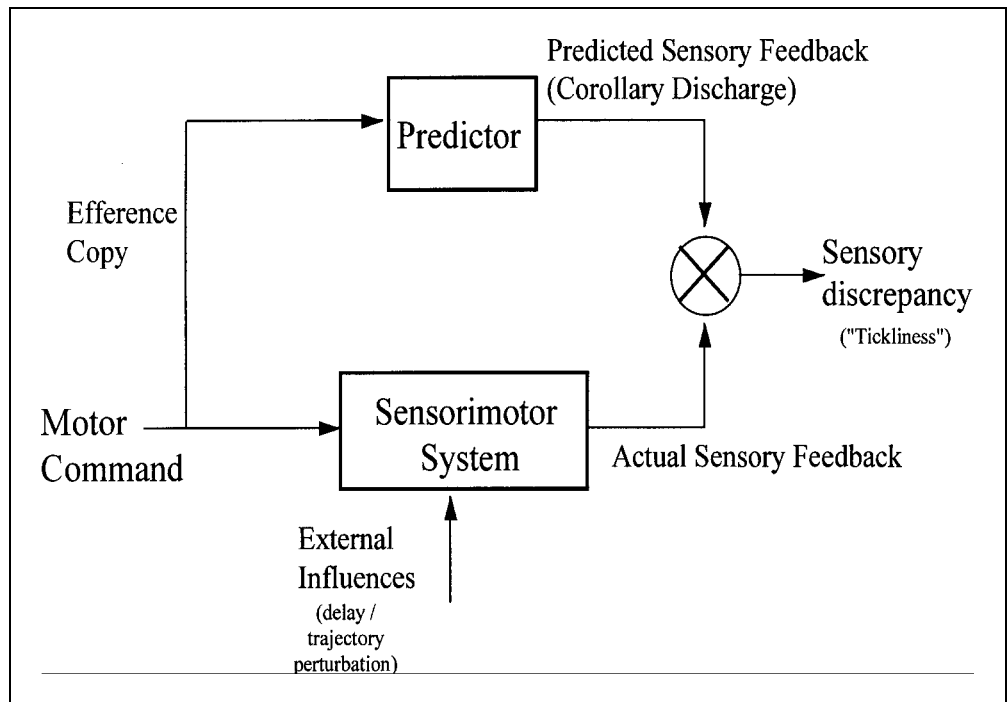 Predicted Sensory Feedback
(Corollary Discharge)
Predictor
Efference
Copy
Sensory
discrepancy
("Tickliness")
Motor
Command
Sensorimotor
System
Actual Sensory Feedback
External
Influences
(delay /
trajectory
perturbation)